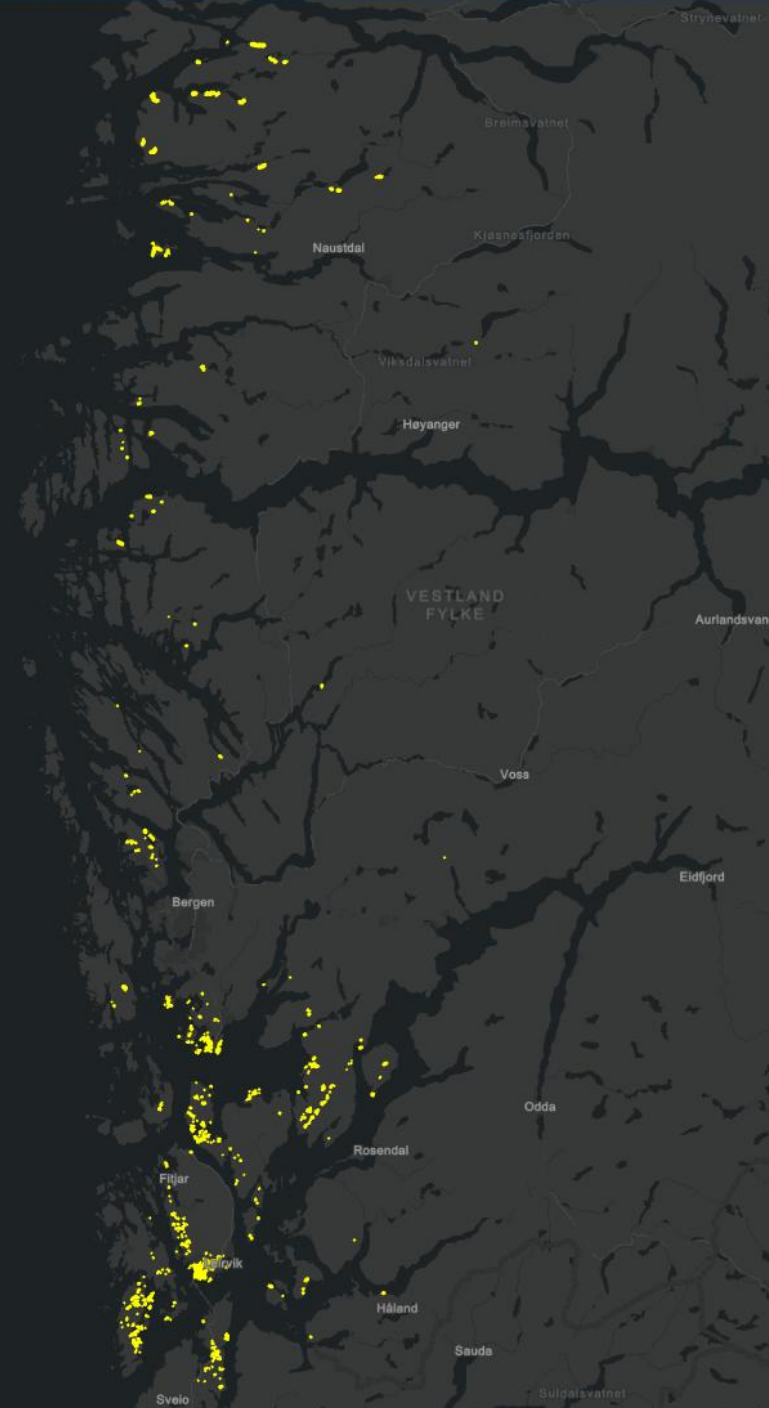 Strynevatnet
Breimsvatnet
Kjøsnesfjorden
Naustdal
Viksdalsvatnet
Høyanger
VESTLAND
FYLKE
Aurlandsvan
Voss
Eidfjord
Bergen
Odda
Rosendal
Fitjar
Leirvik
Håland
Sauda
Suldalsvatnet
Sveio